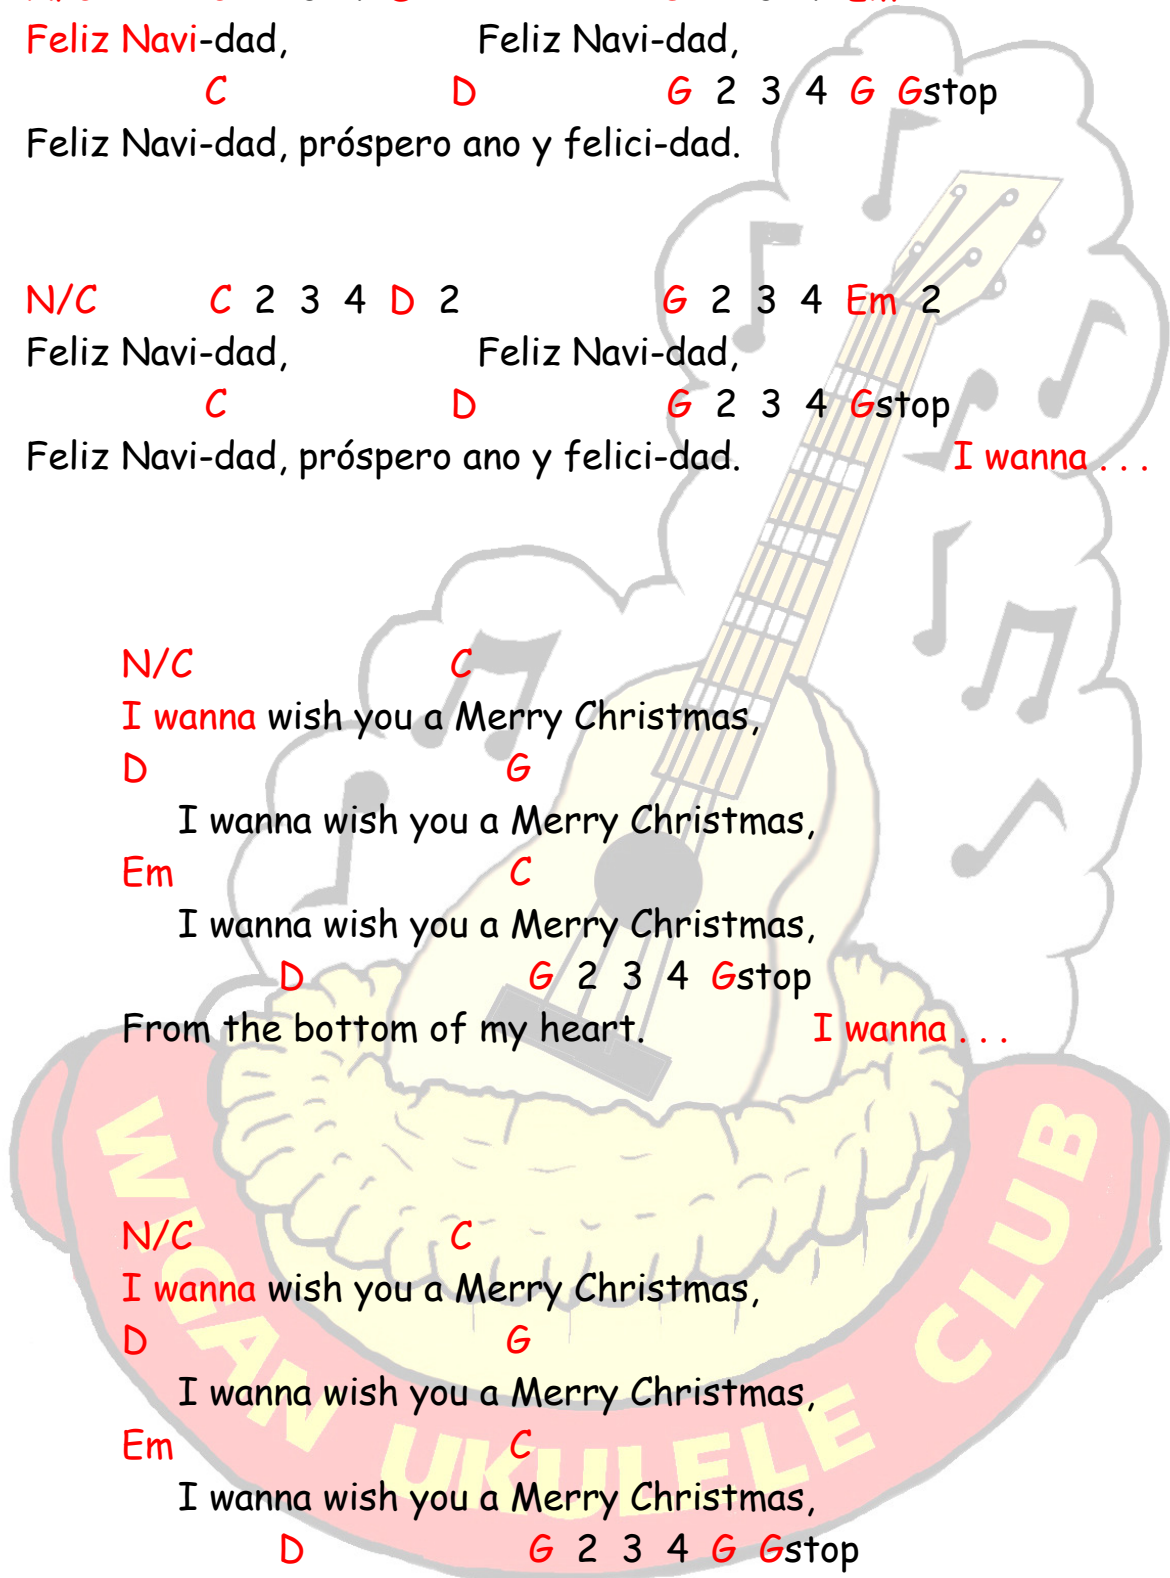 Feliz Navi-dad, Feliz Navi-dad,
C D G 2 3 4 G Gstop
Feliz Navi-dad, próspero ano y felici-dad.
N/C C 2 3 4 D 2 G 2 3 4 Em 2
Feliz Navi-dad, Feliz Navi-dad,
C D G 2 3 4 Gstop
Feliz Navi-dad, próspero ano y felici-dad. I wanna . . .
N/C C
I wanna wish you a Merry Christmas,
D G
I wanna wish you a Merry Christmas,
Em C
I wanna wish you a Merry Christmas,
D G 2 3 4 Gstop
From the bottom of my heart. I wanna . . .
N/C C
I wanna wish you a Merry Christmas,
D G
I wanna wish you a Merry Christmas,
Em C
I wanna wish you a Merry Christmas,
D G 2 3 4 G Gstop
WIGAN UKULELE CLUB